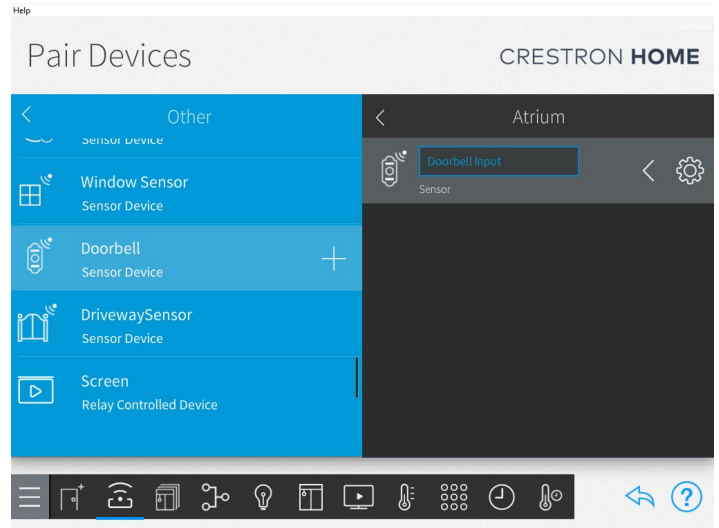 Help
Pair Devices
CRESTRON HOME
Other
Sensor Device
Window Sensor
Sensor Device
Doorbell
Sensor Device
DrivewaySensor
Sensor Device
Screen
Relay Controlled Device
Atrium
Doorbell Input
Sensor